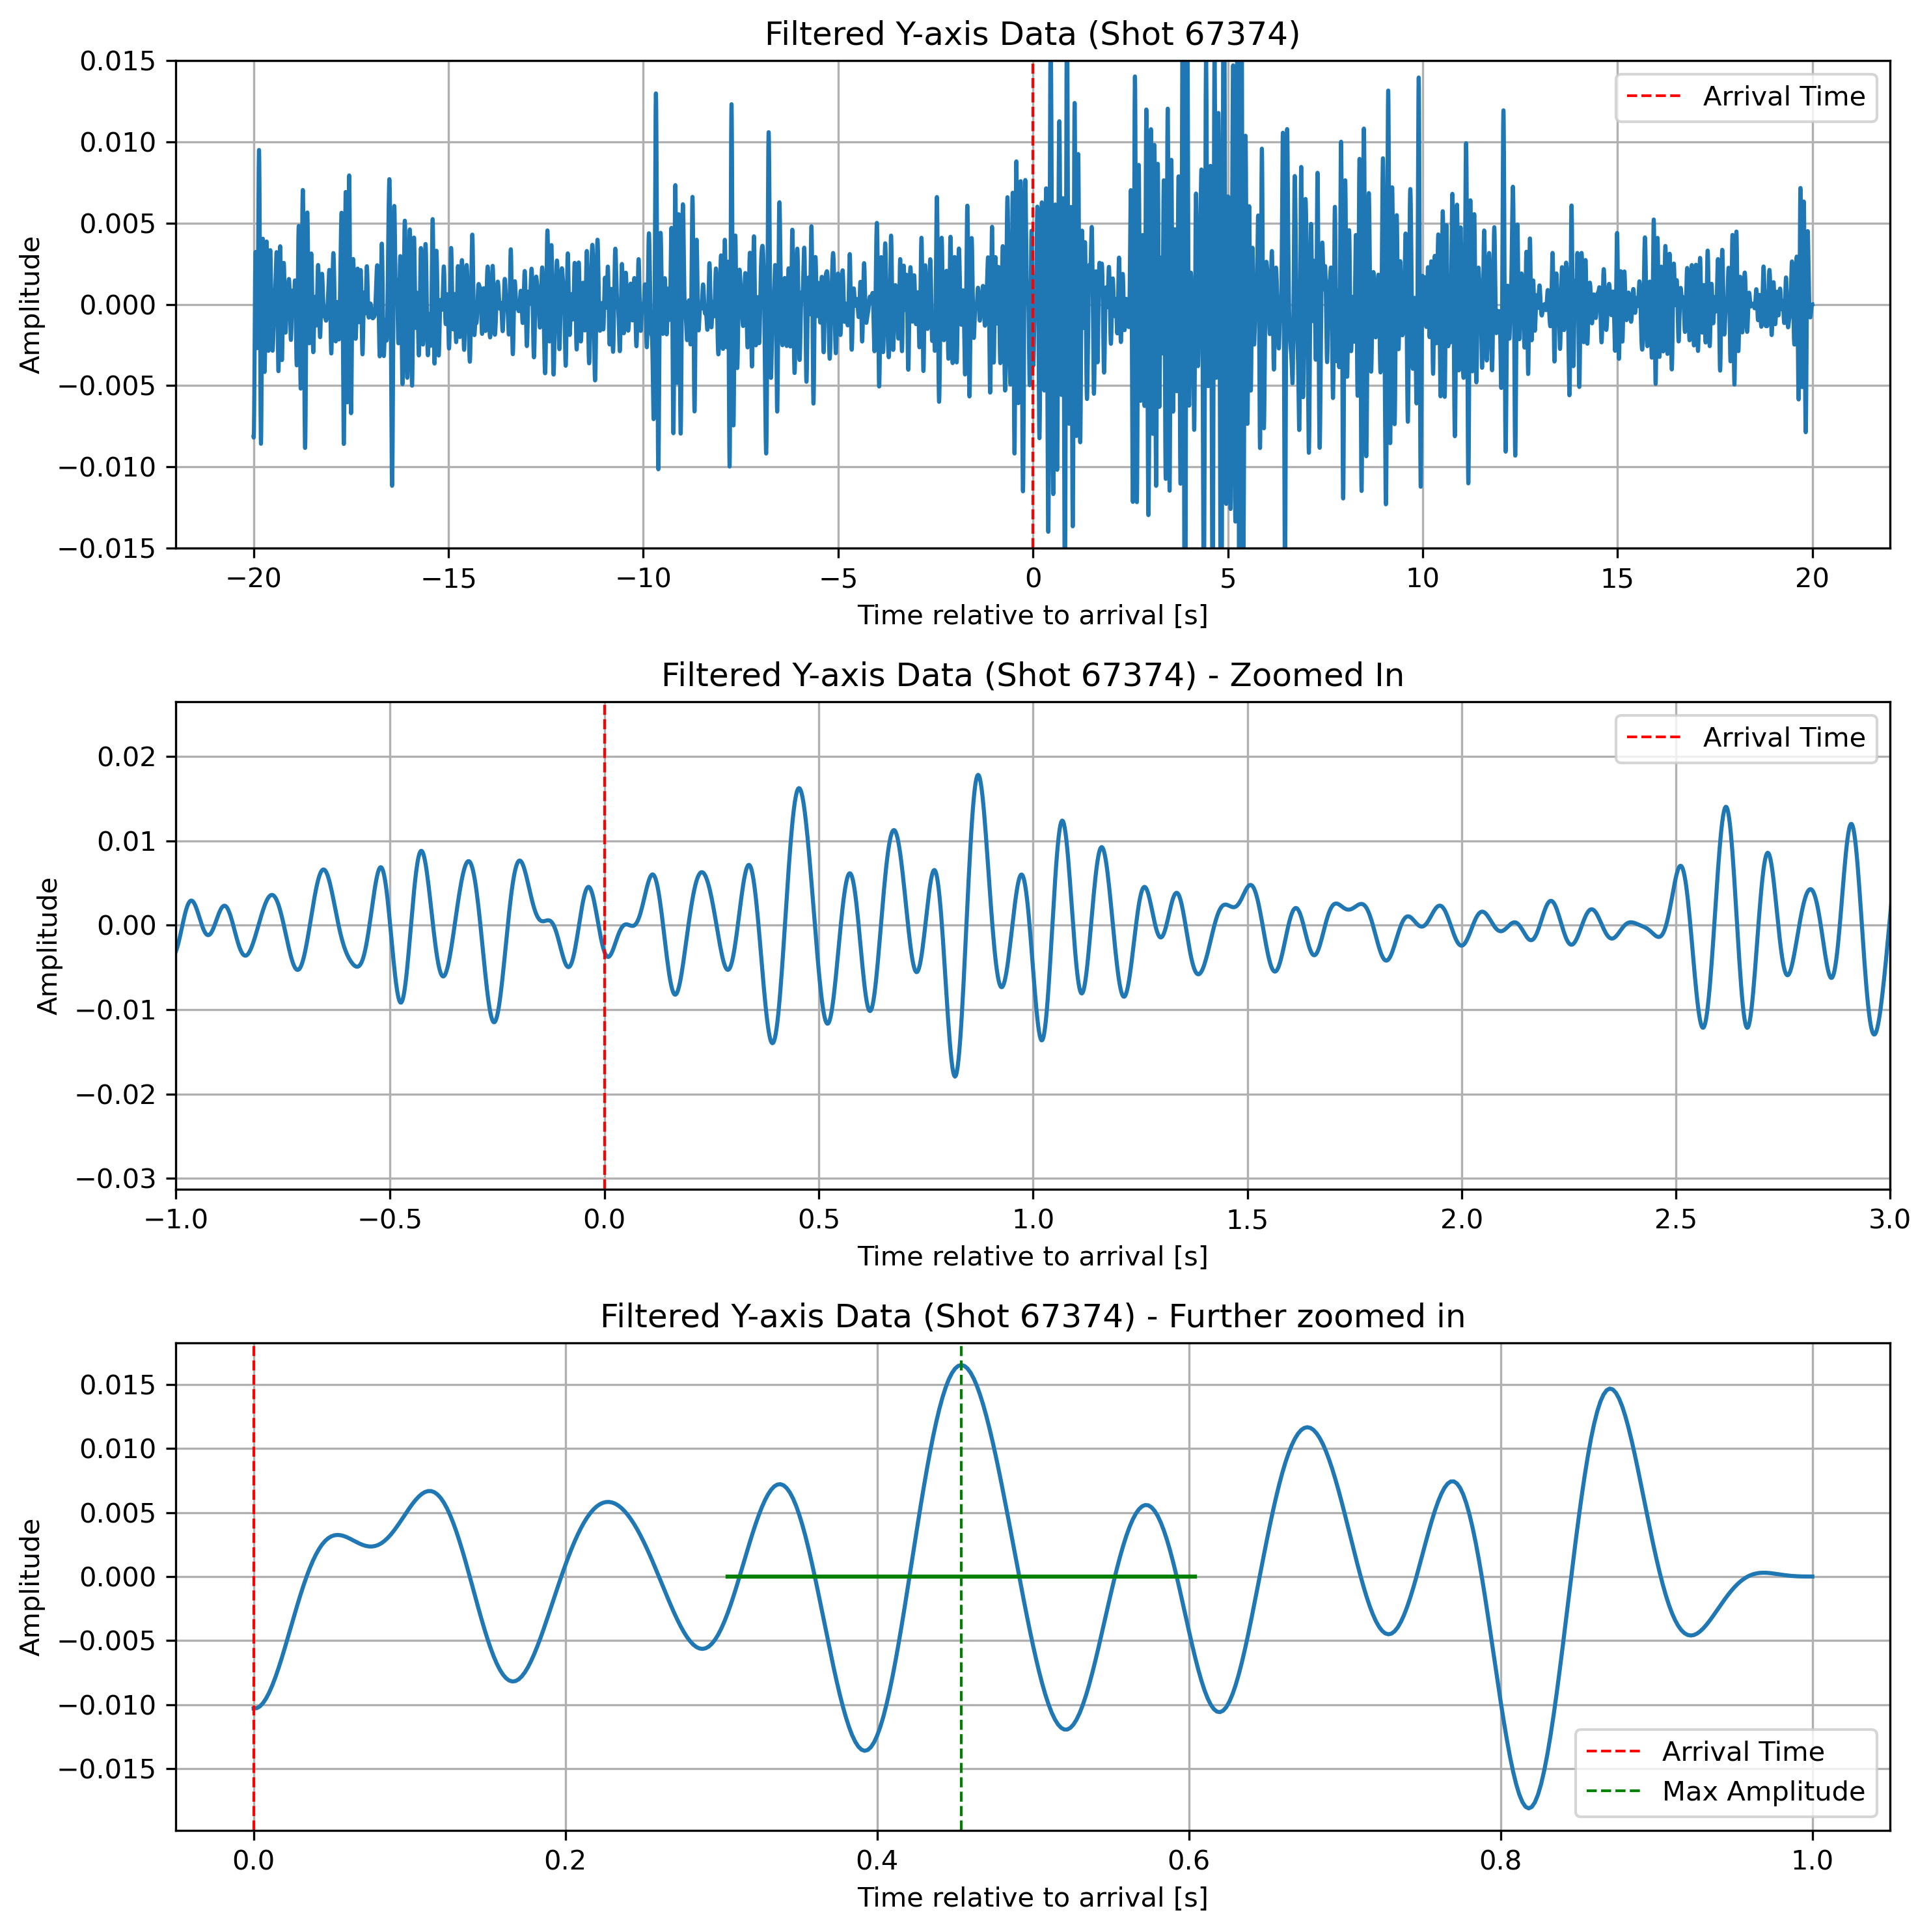 Filtered Y-axis Data (Shot 67374)
0.015
0.010
0.005
0.000
−0.005
−0.010
−0.015
Amplitude
Arrival Time
−20 −15 −10 −5 0 5 10 15 20
Time relative to arrival [s]
Filtered Y-axis Data (Shot 67374) - Zoomed In
0.02
0.01
0.00
−0.01
−0.02
−0.03
Amplitude
Arrival Time
−1.0 −0.5 0.0 0.5 1.0 1.5 2.0 2.5 3.0
Time relative to arrival [s]
Filtered Y-axis Data (Shot 67374) - Further zoomed in
0.015
0.010
0.005
0.000
−0.005
−0.010
−0.015
Amplitude
Arrival Time
Max Amplitude
0.0 0.2 0.4 0.6 0.8 1.0
Time relative to arrival [s]